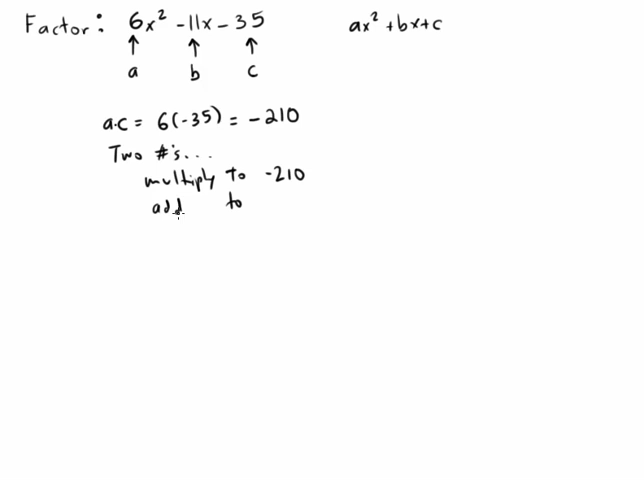 Factor: 6x² -11x - 35 ax² + bx + c
a b c
a·c = 6(-35) = -210
Two #'s...
multiply to -210
add to